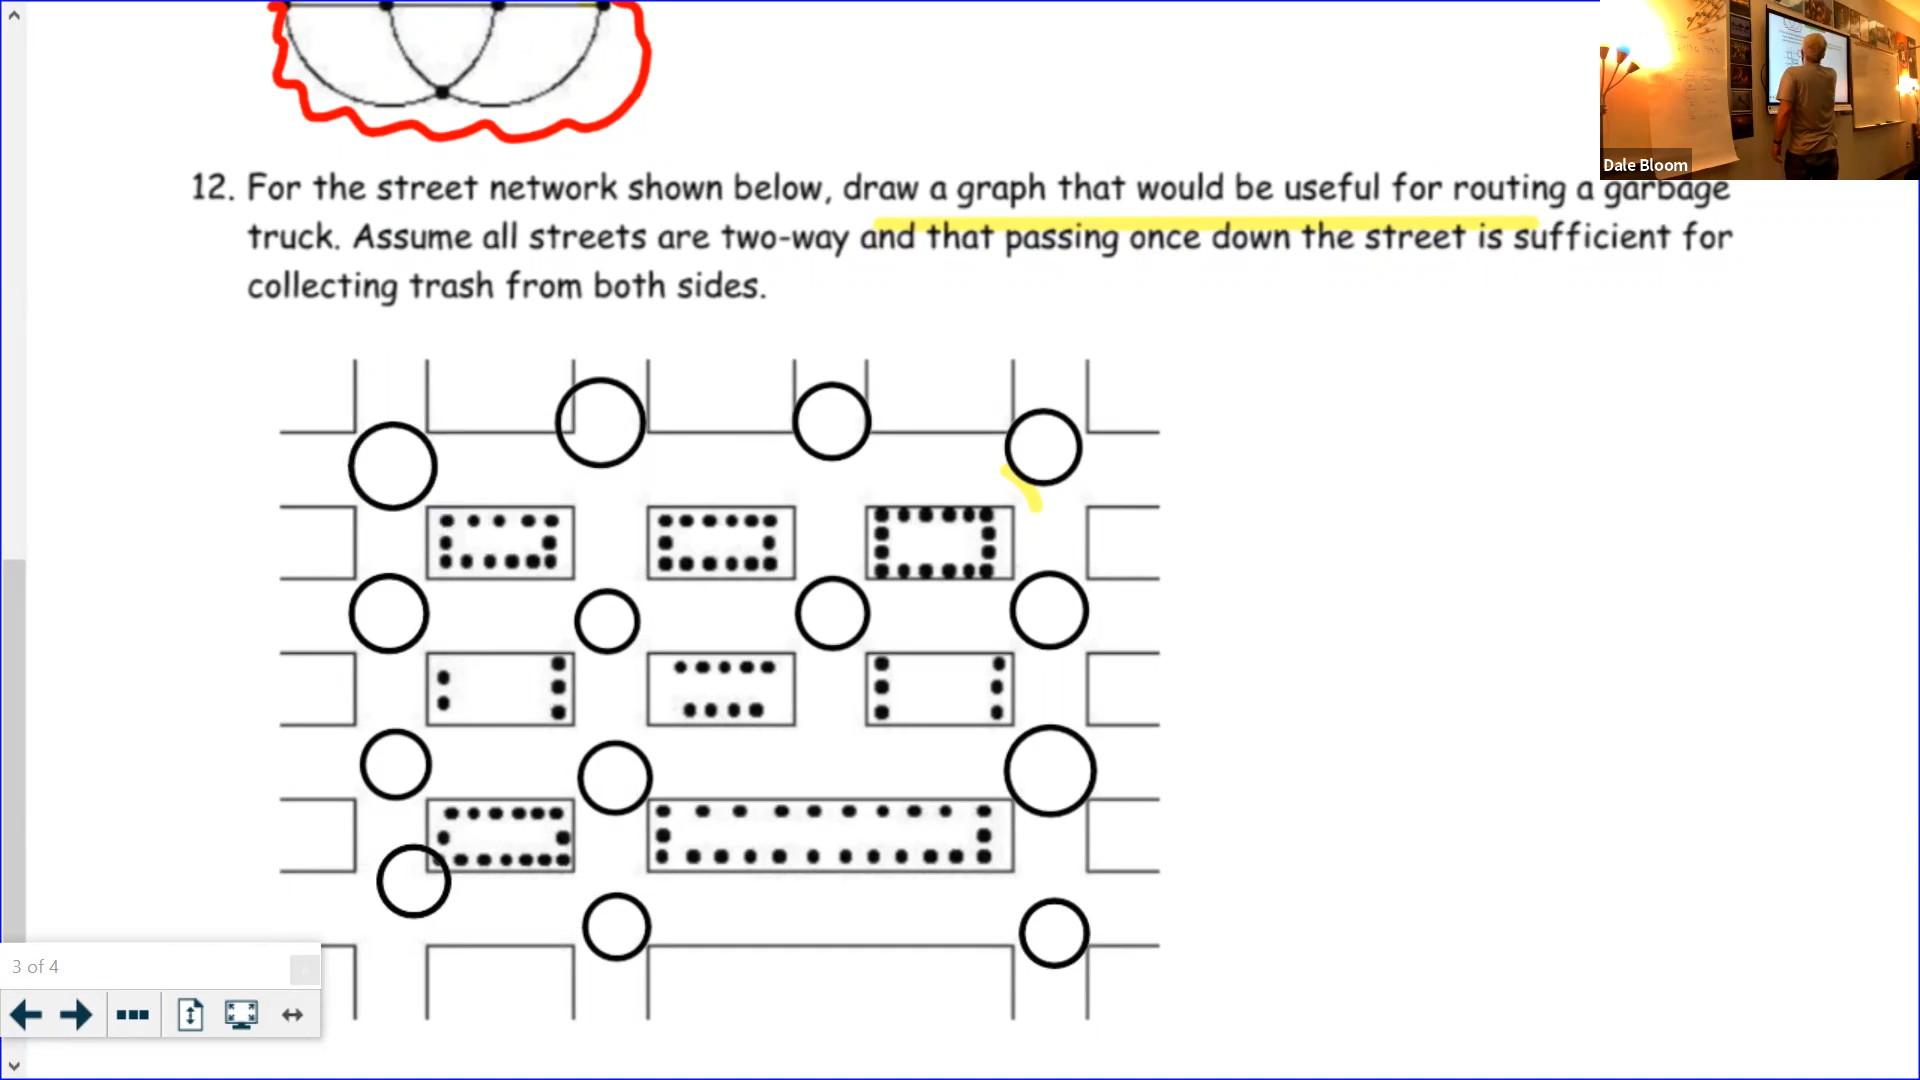 12. For the street network shown below, draw a graph that would be useful for routing a garbage
truck. Assume all streets are two-way and that passing once down the street is sufficient for
collecting trash from both sides.
Dale Bloom
3 of 4